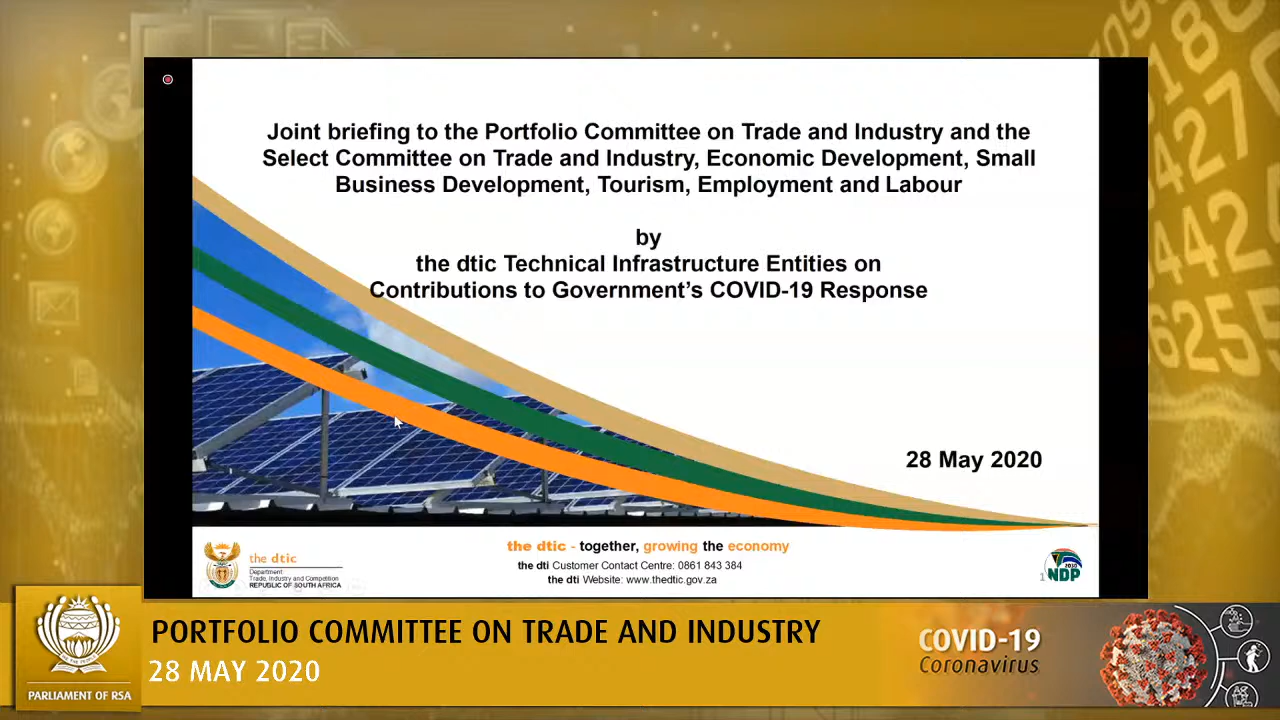 Joint briefing to the Portfolio Committee on Trade and Industry and the
Select Committee on Trade and Industry, Economic Development, Small
Business Development, Tourism, Employment and Labour
by
the dtic Technical Infrastructure Entities on
Contributions to Government's COVID-19 Response
28 May 2020
the dtic - together, growing the economy
the dti Customer Contact Centre: 0861 843 384
the dti Website: www.thedtic.gov.za
the dtic
Department:
Trade, Industry and Competition
REPUBLIC OF SOUTH AFRICA
1
2030
NDP
PORTFOLIO COMMITTEE ON TRADE AND INDUSTRY
28 MAY 2020
PARLIAMENT OF RSA
COVID-19
Coronavirus